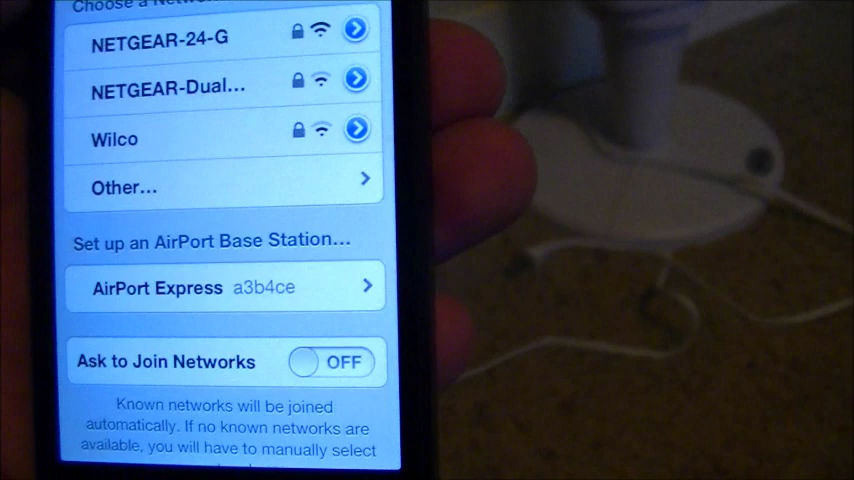 Choose a Network...
NETGEAR-24-G
NETGEAR-Dual...
Wilco
Other...
Set up an AirPort Base Station...
AirPort Express a3b4ce
Ask to Join Networks OFF
Known networks will be joined
automatically. If no known networks are
available, you will have to manually select